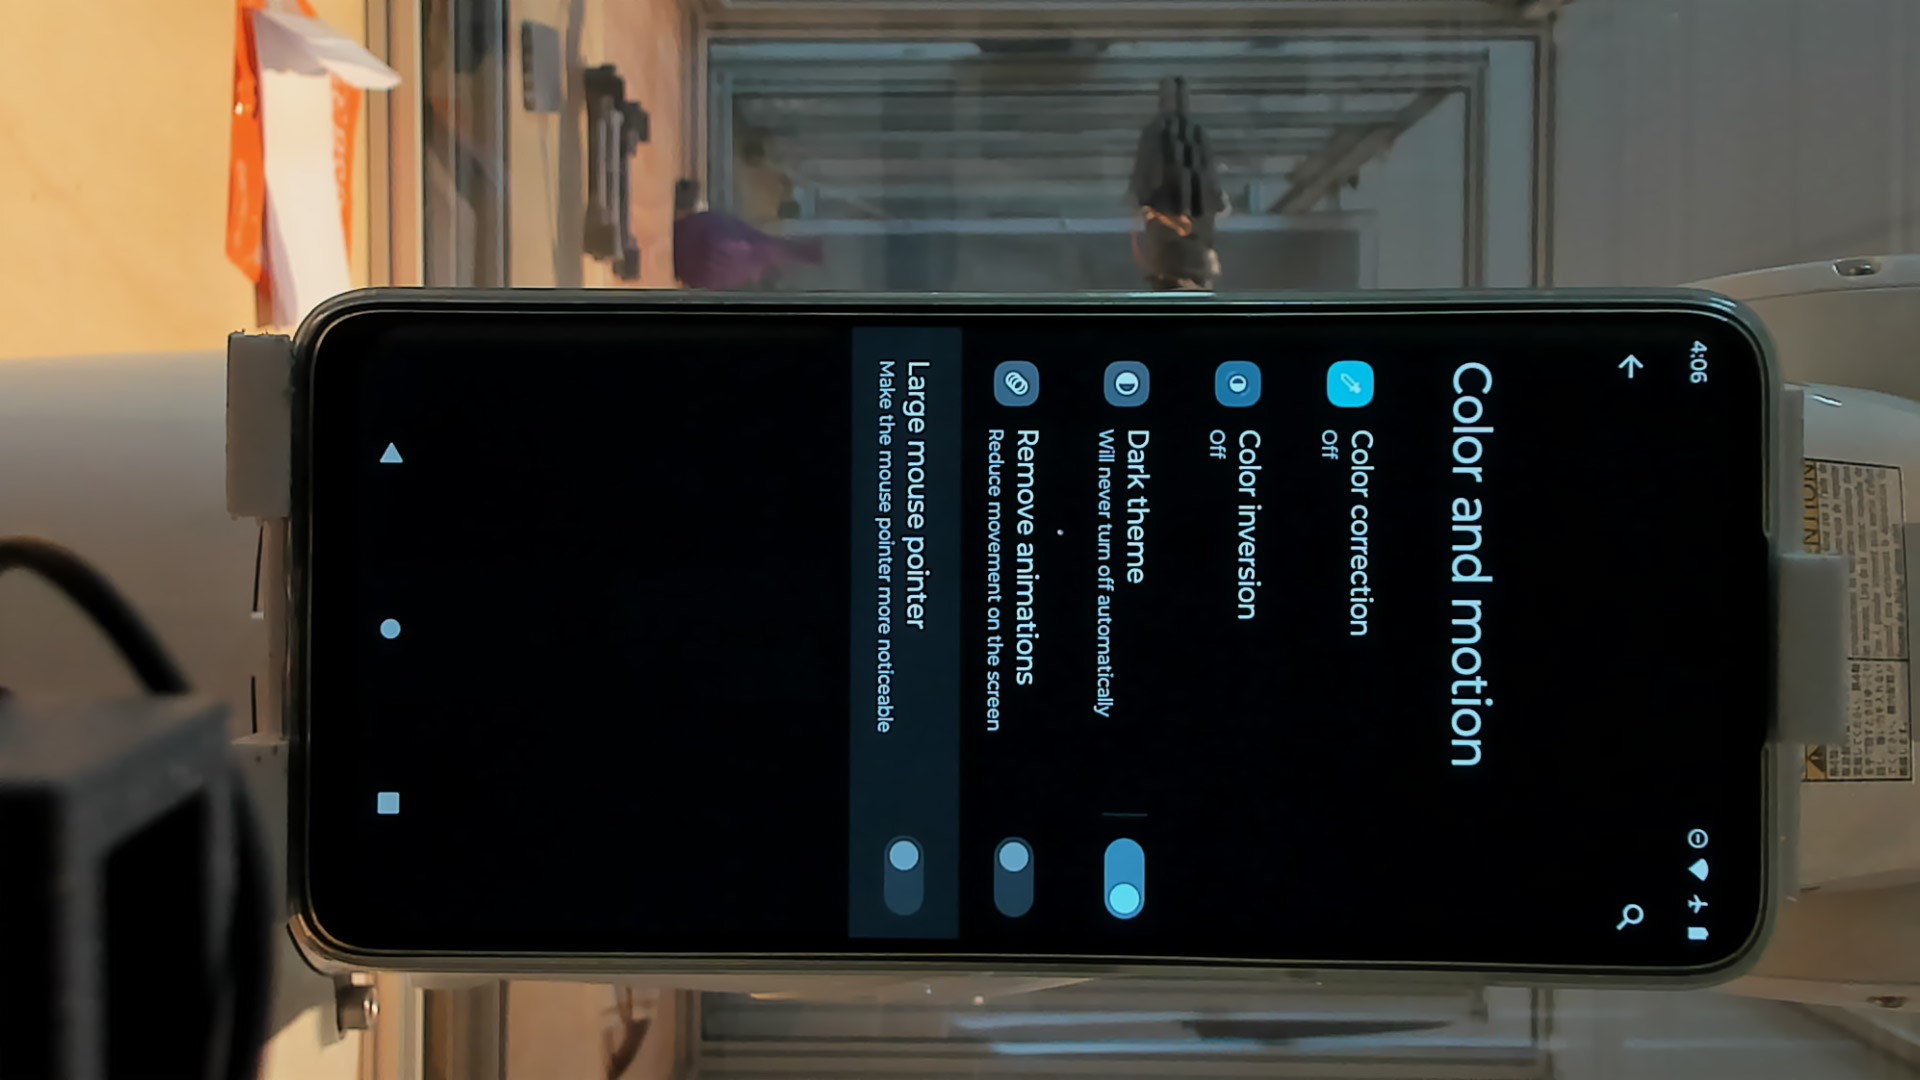 4:06
Color and motion
Color correction
Off
Color inversion
Off
Dark theme
Will never turn off automatically
Remove animations
Reduce movement on the screen
Large mouse pointer
Make the mouse pointer more noticeable